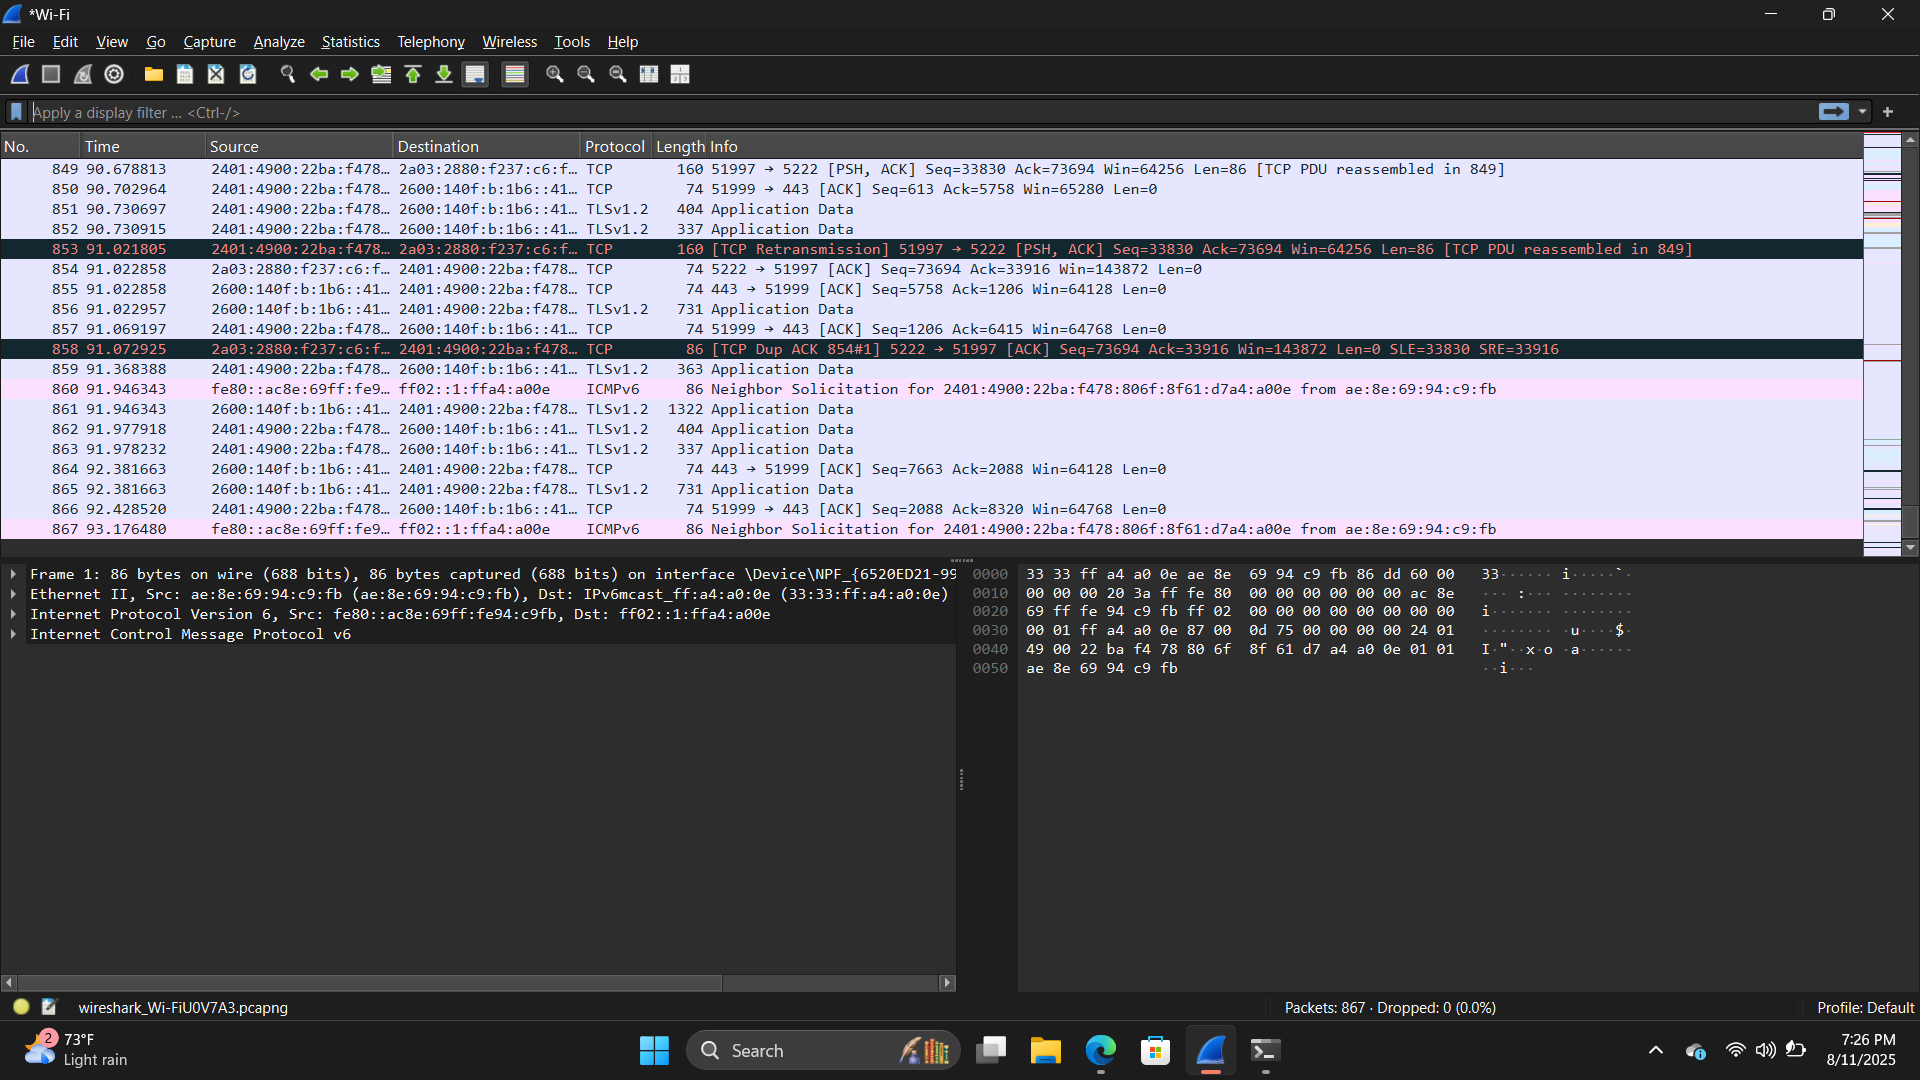 *Wi-Fi
File Edit View Go Capture Analyze Statistics Telephony Wireless Tools Help
Apply a display filter ... <Ctrl-/>
No. Time Source Destination Protocol Length Info
849 90.678813 2401:4900:22ba:f478… 2a03:2880:f237:c6:f… TCP 160 51997 → 5222 [PSH, ACK] Seq=33830 Ack=73694 Win=64256 Len=86 [TCP PDU reassembled in 849]
850 90.702964 2401:4900:22ba:f478… 2600:140f:b:1b6::41… TCP 74 51999 → 443 [ACK] Seq=613 Ack=5758 Win=65280 Len=0
851 90.730697 2401:4900:22ba:f478… 2600:140f:b:1b6::41… TLSv1.2 404 Application Data
852 90.730915 2401:4900:22ba:f478… 2600:140f:b:1b6::41… TLSv1.2 337 Application Data
853 91.021805 2401:4900:22ba:f478… 2a03:2880:f237:c6:f… TCP 160 [TCP Retransmission] 51997 → 5222 [PSH, ACK] Seq=33830 Ack=73694 Win=64256 Len=86 [TCP PDU reassembled in 849]
854 91.022858 2a03:2880:f237:c6:f… 2401:4900:22ba:f478… TCP 74 5222 → 51997 [ACK] Seq=73694 Ack=33916 Win=143872 Len=0
855 91.022858 2600:140f:b:1b6::41… 2401:4900:22ba:f478… TCP 74 443 → 51999 [ACK] Seq=5758 Ack=1206 Win=64128 Len=0
856 91.022957 2600:140f:b:1b6::41… 2401:4900:22ba:f478… TLSv1.2 731 Application Data
857 91.069197 2401:4900:22ba:f478… 2600:140f:b:1b6::41… TCP 74 51999 → 443 [ACK] Seq=1206 Ack=6415 Win=64768 Len=0
858 91.072925 2a03:2880:f237:c6:f… 2401:4900:22ba:f478… TCP 86 [TCP Dup ACK 854#1] 5222 → 51997 [ACK] Seq=73694 Ack=33916 Win=143872 Len=0 SLE=33830 SRE=33916
859 91.368388 2401:4900:22ba:f478… 2600:140f:b:1b6::41… TLSv1.2 363 Application Data
860 91.946343 fe80::ac8e:69ff:fe9… ff02::1:ffa4:a00e ICMPv6 86 Neighbor Solicitation for 2401:4900:22ba:f478:806f:8f61:d7a4:a00e from ae:8e:69:94:c9:fb
861 91.946343 2600:140f:b:1b6::41… 2401:4900:22ba:f478… TLSv1.2 1322 Application Data
862 91.977918 2401:4900:22ba:f478… 2600:140f:b:1b6::41… TLSv1.2 404 Application Data
863 91.978232 2401:4900:22ba:f478… 2600:140f:b:1b6::41… TLSv1.2 337 Application Data
864 92.381663 2600:140f:b:1b6::41… 2401:4900:22ba:f478… TCP 74 443 → 51999 [ACK] Seq=7663 Ack=2088 Win=64128 Len=0
865 92.381663 2600:140f:b:1b6::41… 2401:4900:22ba:f478… TLSv1.2 731 Application Data
866 92.428520 2401:4900:22ba:f478… 2600:140f:b:1b6::41… TCP 74 51999 → 443 [ACK] Seq=2088 Ack=8320 Win=64768 Len=0
867 93.176480 fe80::ac8e:69ff:fe9… ff02::1:ffa4:a00e ICMPv6 86 Neighbor Solicitation for 2401:4900:22ba:f478:806f:8f61:d7a4:a00e from ae:8e:69:94:c9:fb
Frame 1: 86 bytes on wire (688 bits), 86 bytes captured (688 bits) on interface \Device\NPF_{6520ED21-99
Ethernet II, Src: ae:8e:69:94:c9:fb (ae:8e:69:94:c9:fb), Dst: IPv6mcast_ff:a4:a0:0e (33:33:ff:a4:a0:0e)
Internet Protocol Version 6, Src: fe80::ac8e:69ff:fe94:c9fb, Dst: ff02::1:ffa4:a00e
Internet Control Message Protocol v6
0000 33 33 ff a4 a0 0e ae 8e 69 94 c9 fb 86 dd 60 00 33······ i·····`·
0010 00 00 00 20 3a ff fe 80 00 00 00 00 00 00 ac 8e ··· :··· ········
0020 69 ff fe 94 c9 fb ff 02 00 00 00 00 00 00 00 00 i······· ········
0030 00 01 ff a4 a0 0e 87 00 0d 75 00 00 00 00 24 01 ········ ·u····$·
0040 49 00 22 ba f4 78 80 6f 8f 61 d7 a4 a0 0e 01 01 I·"··x·o ·a······
0050 ae 8e 69 94 c9 fb ··i···
wireshark_Wi-FiU0V7A3.pcapng
Packets: 867 · Dropped: 0 (0.0%)
Profile: Default
2
73°F
Light rain
Search
7:26 PM
8/11/2025